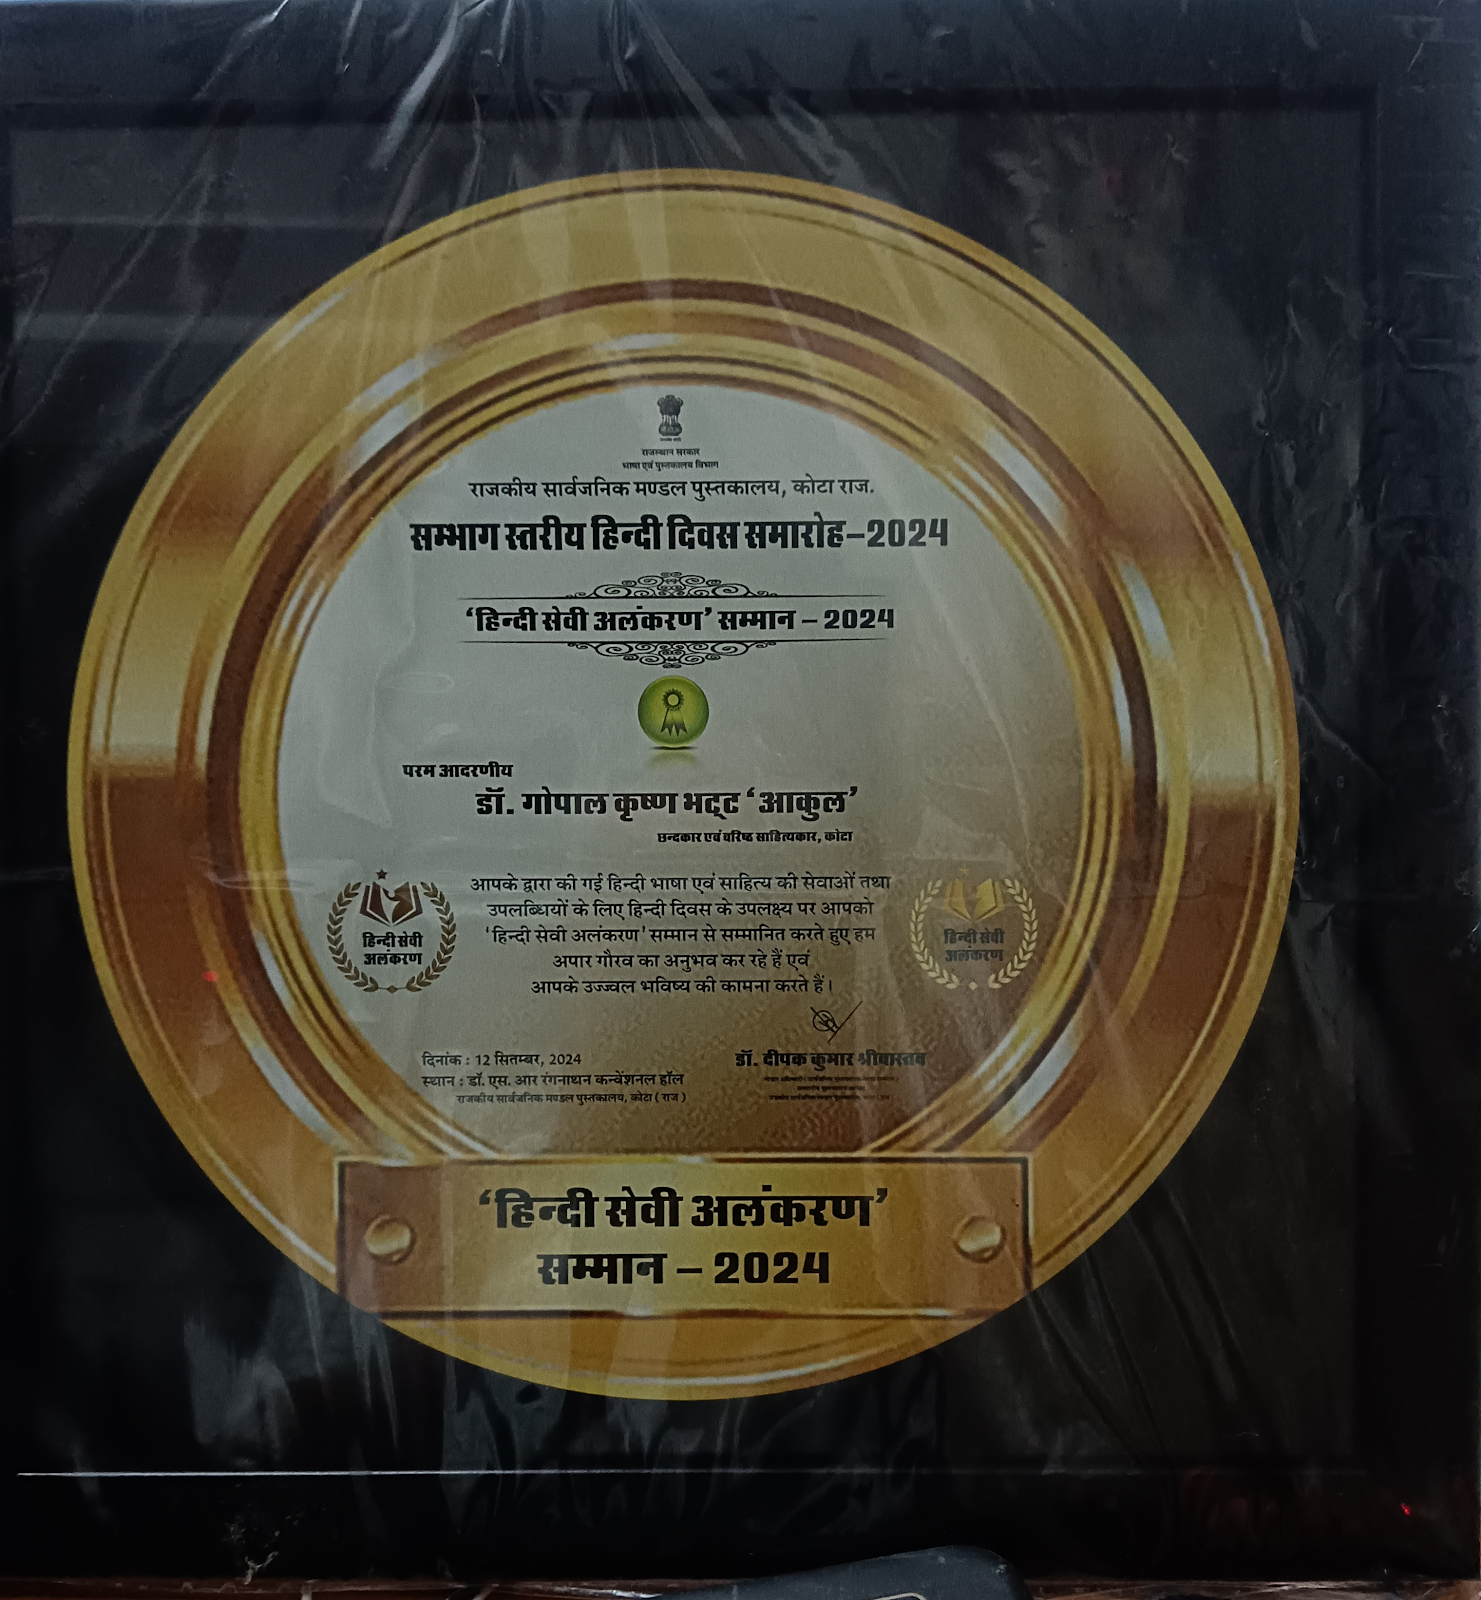 राजस्थान सरकार
भाषा एवं पुस्तकालय विभाग
राजकीय सार्वजनिक मण्डल पुस्तकालय, कोटा राज.
सम्भाग स्तरीय हिन्दी दिवस समारोह-2024
‘हिन्दी सेवी अलंकरण’ सम्मान – 2024
परम आदरणीय
डॉ. गोपाल कृष्ण भट्ट ‘आकुल’
छन्दकार एवं वरिष्ठ साहित्यकार, कोटा
आपके द्वारा की गई हिन्दी भाषा एवं साहित्य की सेवाओं तथा
उपलब्धियों के लिए हिन्दी दिवस के उपलक्ष्य पर आपको
'हिन्दी सेवी अलंकरण' सम्मान से सम्मानित करते हुए हम
अपार गौरव का अनुभव कर रहे हैं एवं
आपके उज्ज्वल भविष्य की कामना करते हैं।
हिन्दी सेवी
अलंकरण
हिन्दी सेवी
अलंकरण
दिनांक : 12 सितम्बर, 2024
स्थान : डॉ. एस. आर रंगनाथन कन्वेंशनल हॉल
राजकीय सार्वजनिक मण्डल पुस्तकालय, कोटा ( राज )
डॉ. दीपक कुमार श्रीवास्तव
‘हिन्दी सेवी अलंकरण’
सम्मान – 2024